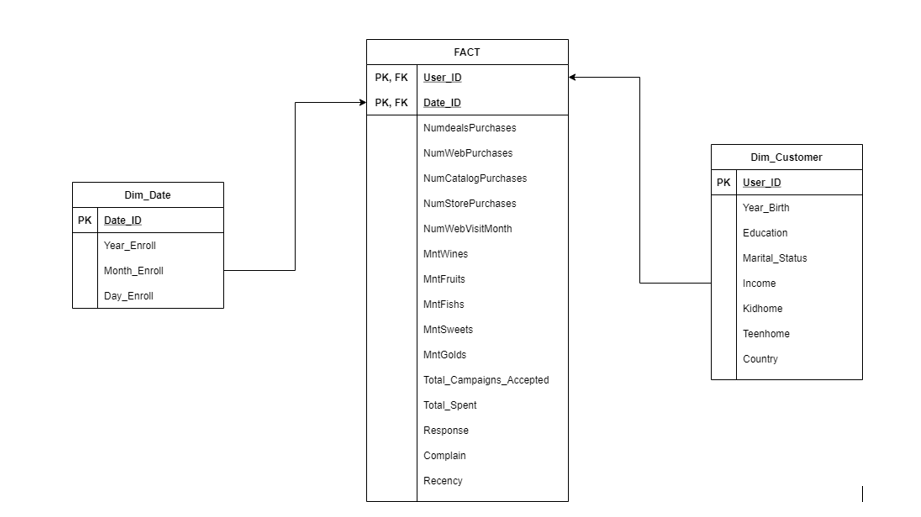 FACT
PK, FK User_ID
PK, FK Date_ID
NumdealsPurchases
NumWebPurchases
NumCatalogPurchases
NumStorePurchases
NumWebVisitMonth
MntWines
MntFruits
MntFishs
MntSweets
MntGolds
Total_Campaigns_Accepted
Total_Spent
Response
Complain
Recency
Dim_Date
PK Date_ID
Year_Enroll
Month_Enroll
Day_Enroll
Dim_Customer
PK User_ID
Year_Birth
Education
Marital_Status
Income
Kidhome
Teenhome
Country